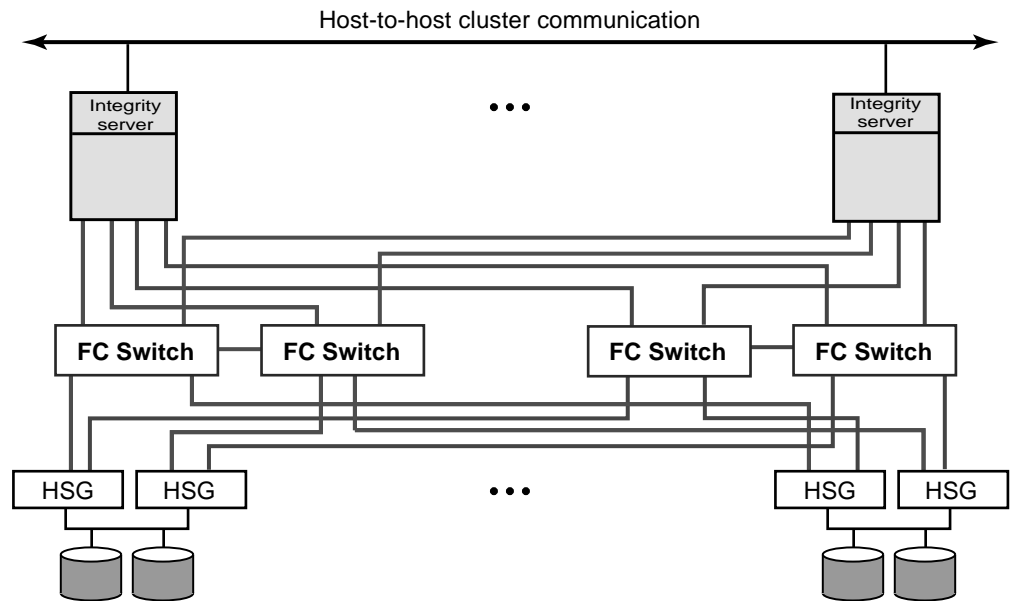 Host-to-host cluster communication
Integrity
server
Integrity
server
FC Switch
FC Switch
FC Switch
FC Switch
HSG
HSG
HSG
HSG